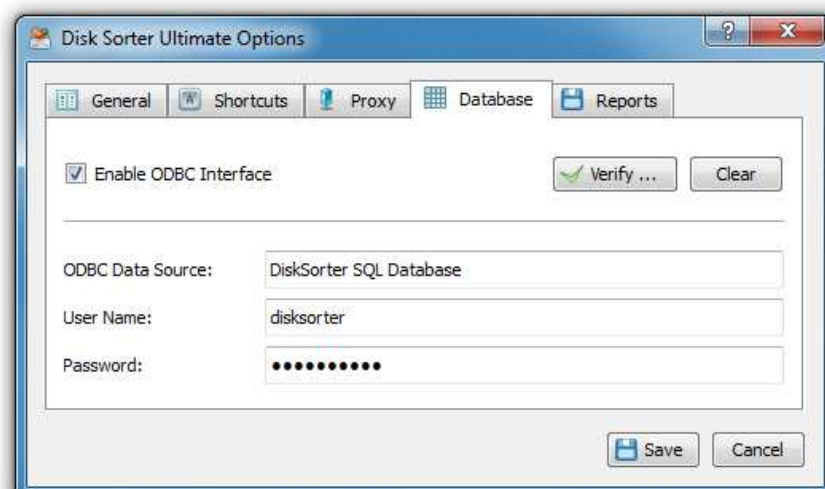 Disk Sorter Ultimate Options
General Shortcuts Proxy Database Reports
Enable ODBC Interface Verify ... Clear
ODBC Data Source: DiskSorter SQL Database
User Name: disksorter
Password: ••••••••••
Save Cancel